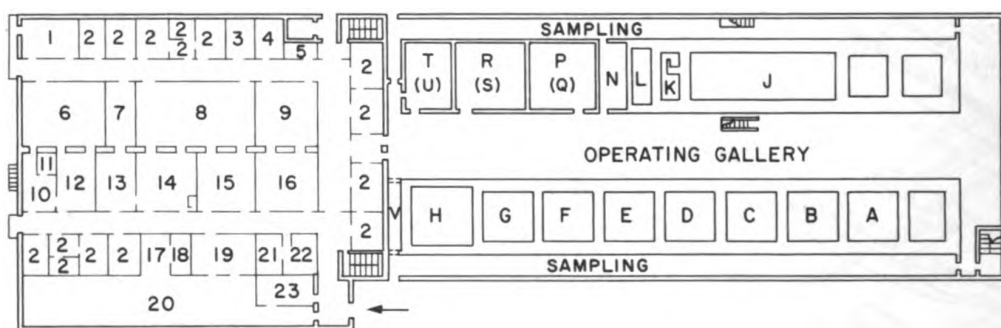 SAMPLING
1 2 2 2 2 2 2 3 4 5
T R P N L K J
(U) (S) (Q)
2
6 7 8 9 2
OPERATING GALLERY
11
10 12 13 14 15 16 2
V H G F E D C B A
2
2 2 2 2 2 17 18 19 21 22
SAMPLING
23
20